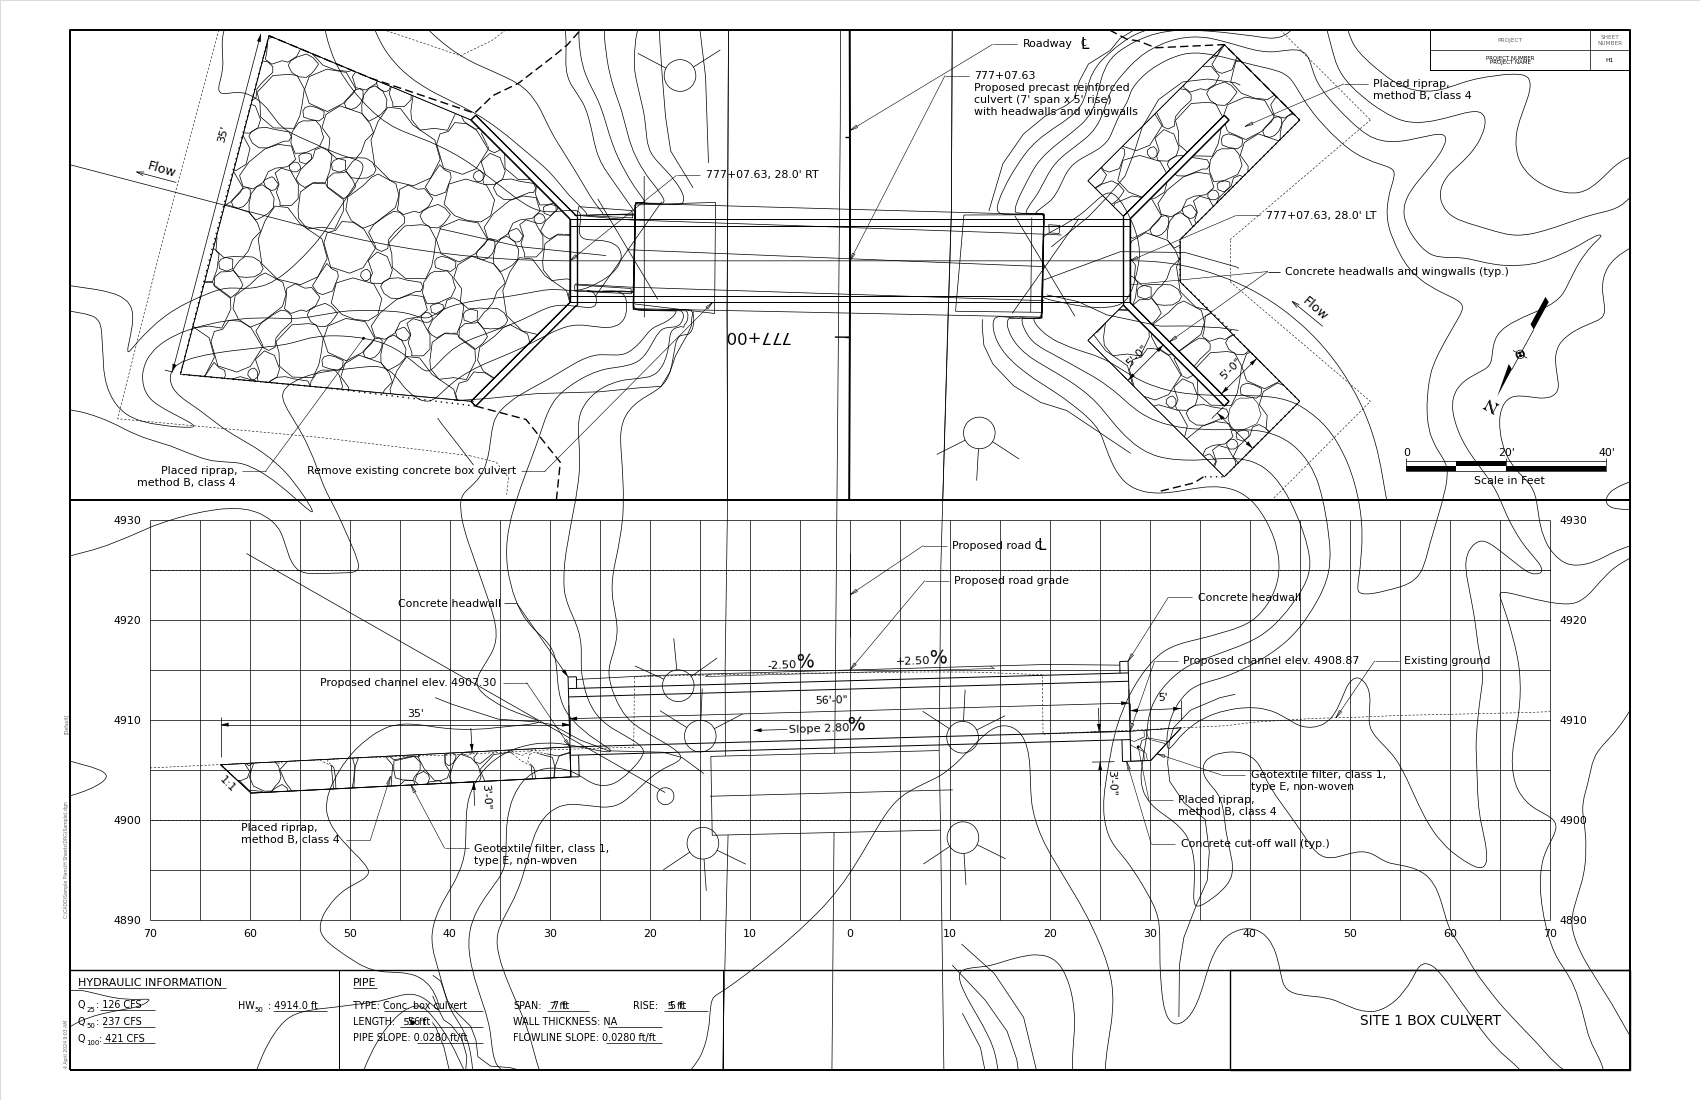 PROJECT
SHEET
NUMBER
PROJECT NUMBER
PROJECT NAME
H1
Roadway ℄
777+07.63
Proposed precast reinforced
culvert (7' span x 5' rise)
with headwalls and wingwalls
Placed riprap,
method B, class 4
35'
Flow
777+07.63, 28.0' RT
777+07.63, 28.0' LT
Concrete headwalls and wingwalls (typ.)
Flow
777+00
5'-0"
5'-0"
N
Placed riprap,
method B, class 4
Remove existing concrete box culvert
0 20' 40'
Scale in Feet
4930 4930
Proposed road ℄
Proposed road grade
Concrete headwall
Concrete headwall
4920 4920
-2.50%
+2.50%
Proposed channel elev. 4908.87
Existing ground
Proposed channel elev. 4907.30
56'-0"
5'
35'
4910 4910
Slope 2.80%
1:1
3'-0"
3'-0"
Geotextile filter, class 1,
type E, non-woven
Placed riprap,
method B, class 4
4900 4900
Placed riprap,
method B, class 4
Geotextile filter, class 1,
type E, non-woven
Concrete cut-off wall (typ.)
4890 4890
70 60 50 40 30 20 10 0 10 20 30 40 50 60 70
HYDRAULIC INFORMATION
Q25: 126 CFS HW50: 4914.0 ft
Q50: 237 CFS
Q100: 421 CFS
PIPE
TYPE: Conc. box culvert SPAN: 7 ft RISE: 5 ft
LENGTH: 56 ft WALL THICKNESS: NA
PIPE SLOPE: 0.0280 ft/ft FLOWLINE SLOPE: 0.0280 ft/ft
SITE 1 BOX CULVERT